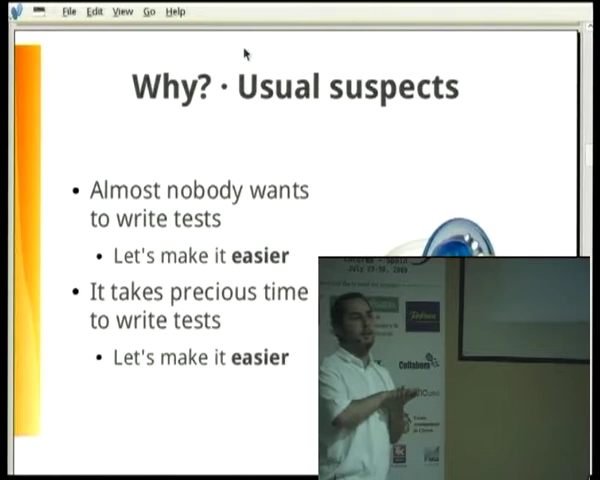 File Edit View Go Help
Why? · Usual suspects
• Almost nobody wants
to write tests
• Let's make it easier
• It takes precious time
to write tests
• Let's make it easier
Collabora